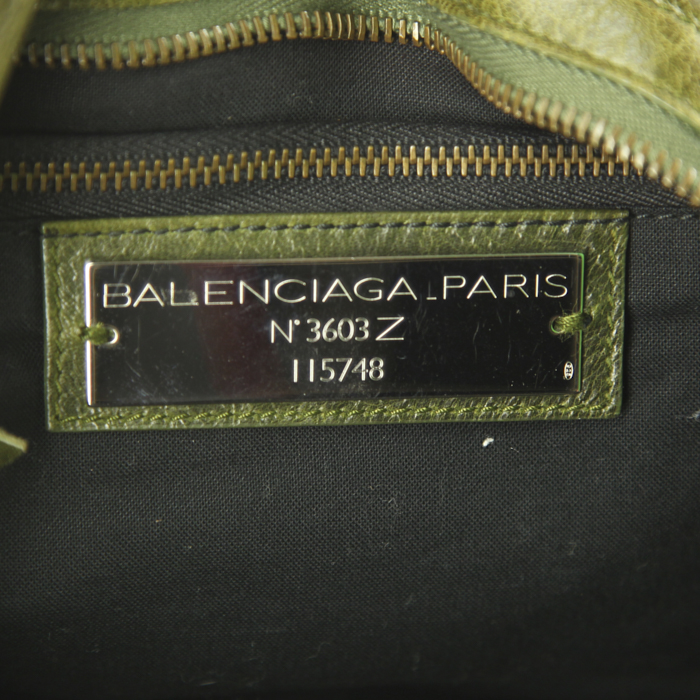 BALENCIAGA.PARIS
N° 3603 Z
115748